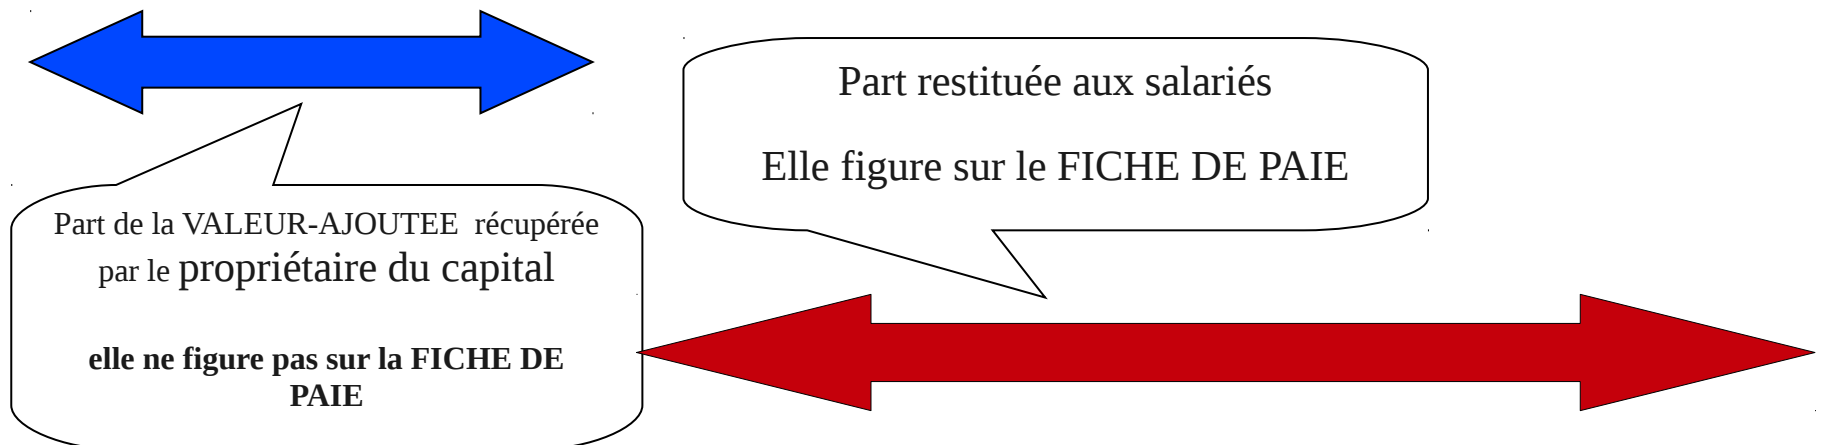 Part restituée aux salariés
Elle figure sur le FICHE DE PAIE
Part de la VALEUR-AJOUTEE récupérée
par le propriétaire du capital
elle ne figure pas sur la FICHE DE
PAIE